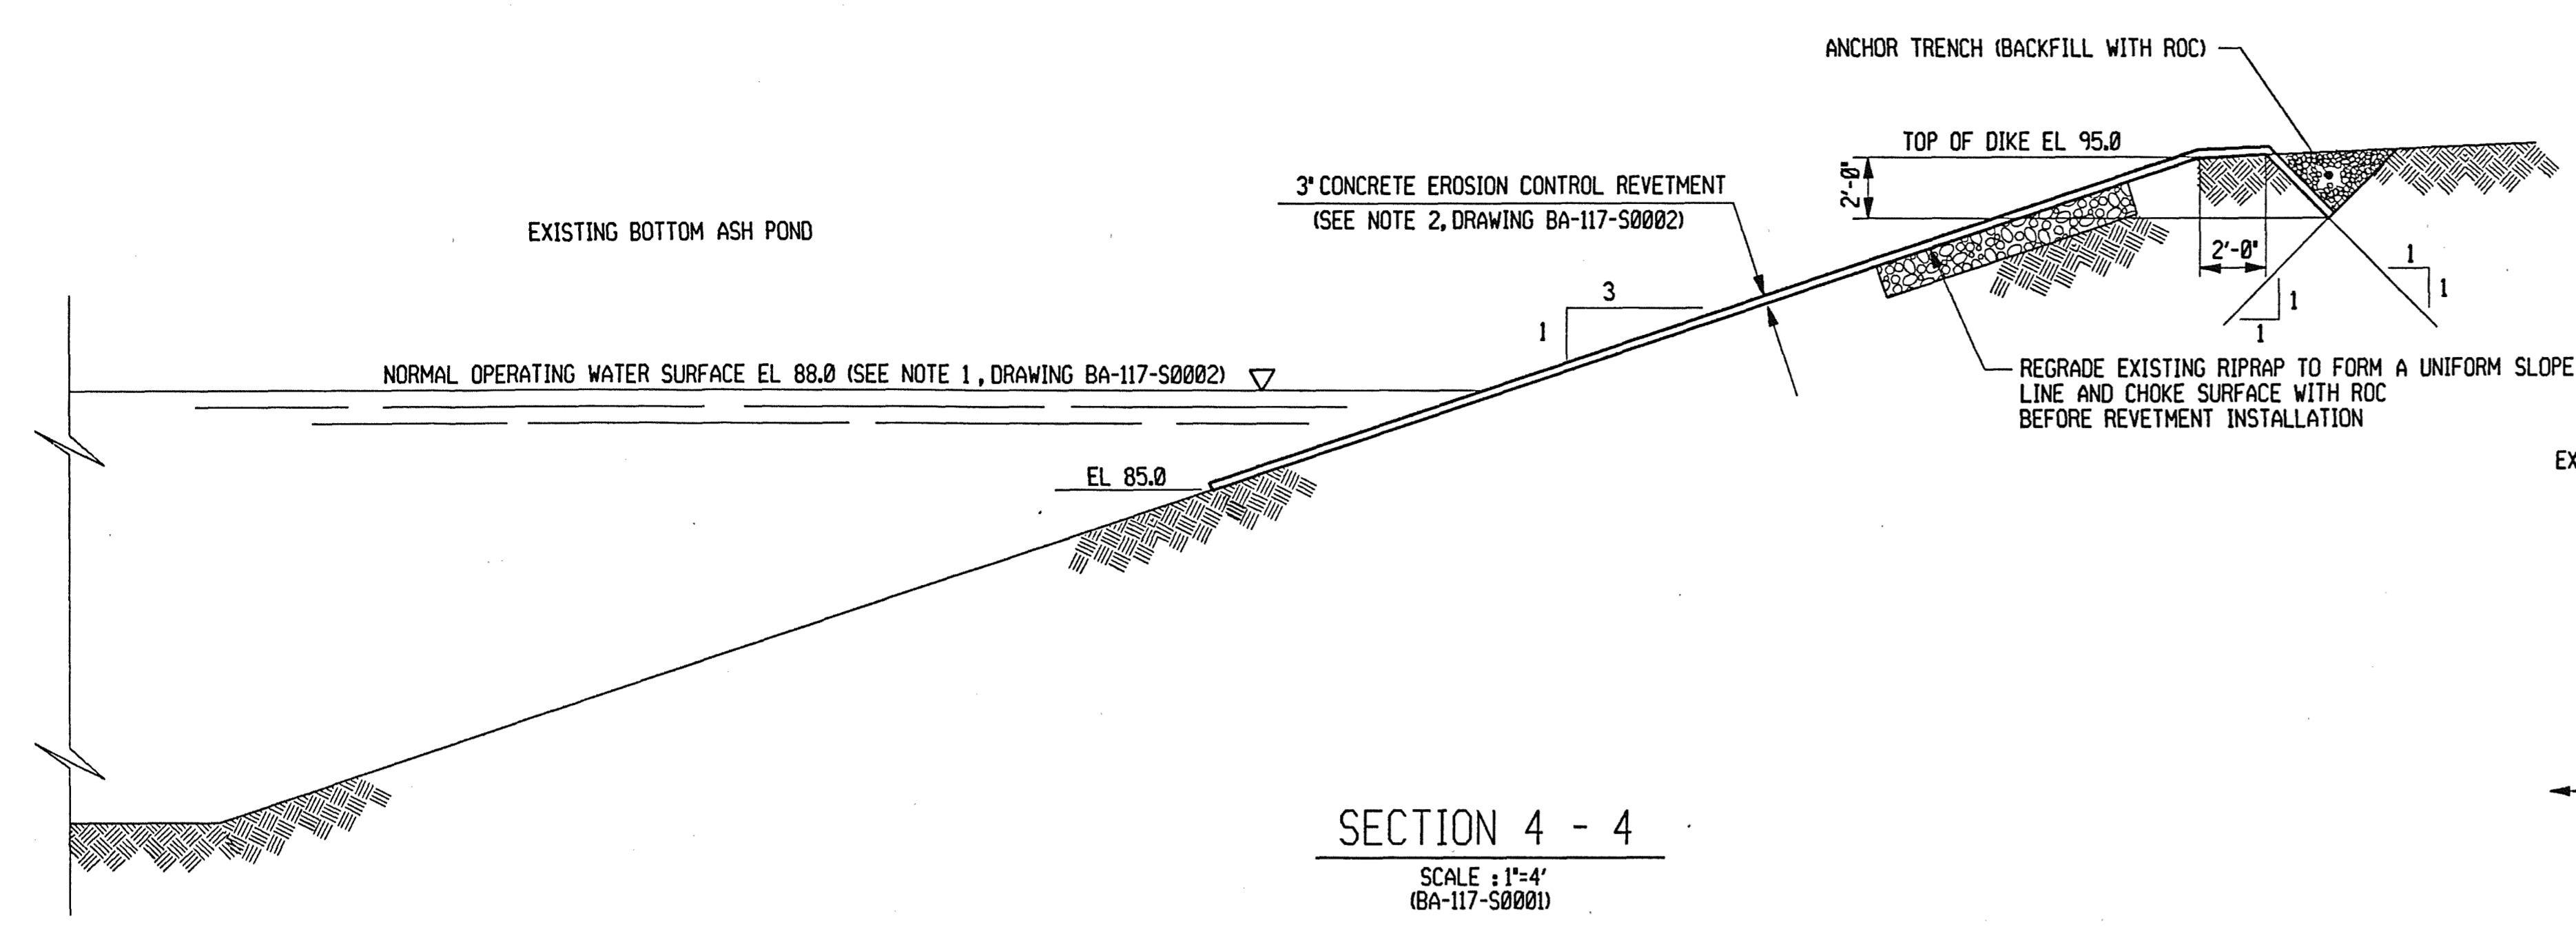 ANCHOR TRENCH (BACKFILL WITH ROC)
TOP OF DIKE EL 95.0
2'-0"
3" CONCRETE EROSION CONTROL REVETMENT
(SEE NOTE 2, DRAWING BA-117-S0002)
EXISTING BOTTOM ASH POND
2'-0"
1
1
1
1
3
1
NORMAL OPERATING WATER SURFACE EL 88.0 (SEE NOTE 1, DRAWING BA-117-S0002)
REGRADE EXISTING RIPRAP TO FORM A UNIFORM SLOPE
LINE AND CHOKE SURFACE WITH ROC
BEFORE REVETMENT INSTALLATION
EX
EL 85.0
SECTION 4 - 4
SCALE : 1"=4'
(BA-117-S0001)